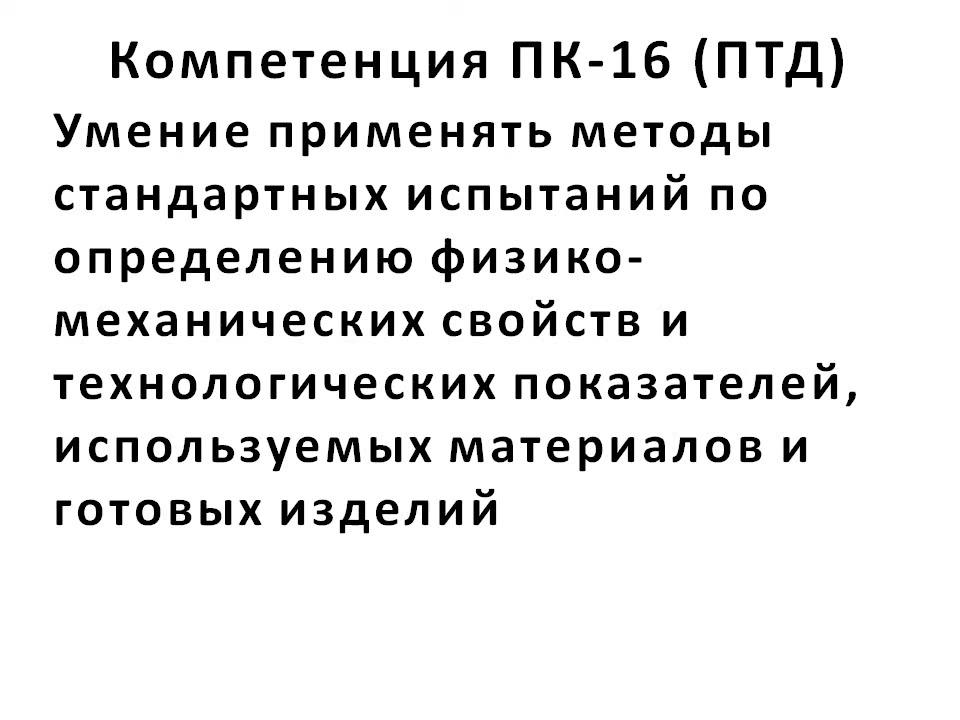 Компетенция ПК-16 (ПТД)
Умение применять методы
стандартных испытаний по
определению физико-
механических свойств и
технологических показателей,
используемых материалов и
готовых изделий